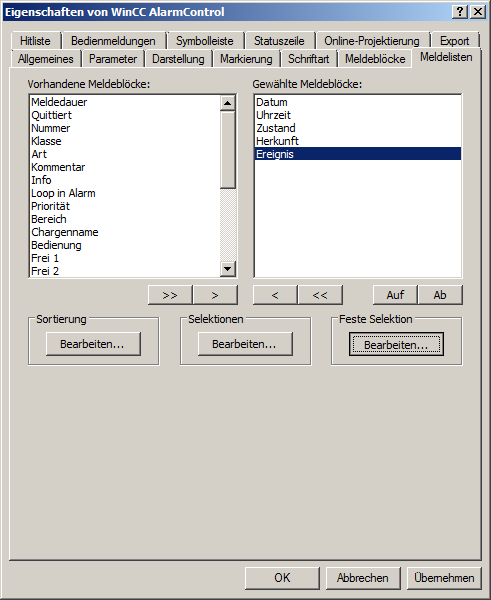 Eigenschaften von WinCC AlarmControl
Hitliste Bedienmeldungen Symbolleiste Statuszeile Online-Projektierung Export
Allgemeines Parameter Darstellung Markierung Schriftart Meldeblöcke Meldelisten
Vorhandene Meldeblöcke: Gewählte Meldeblöcke:
Meldedauer
Quittiert
Nummer
Klasse
Art
Kommentar
Info
Loop in Alarm
Priorität
Bereich
Chargenname
Bedienung
Frei 1
Frei 2
Datum
Uhrzeit
Zustand
Herkunft
Ereignis
>> > < << Auf Ab
Sortierung Selektionen Feste Selektion
Bearbeiten... Bearbeiten... Bearbeiten...
OK Abbrechen Übernehmen